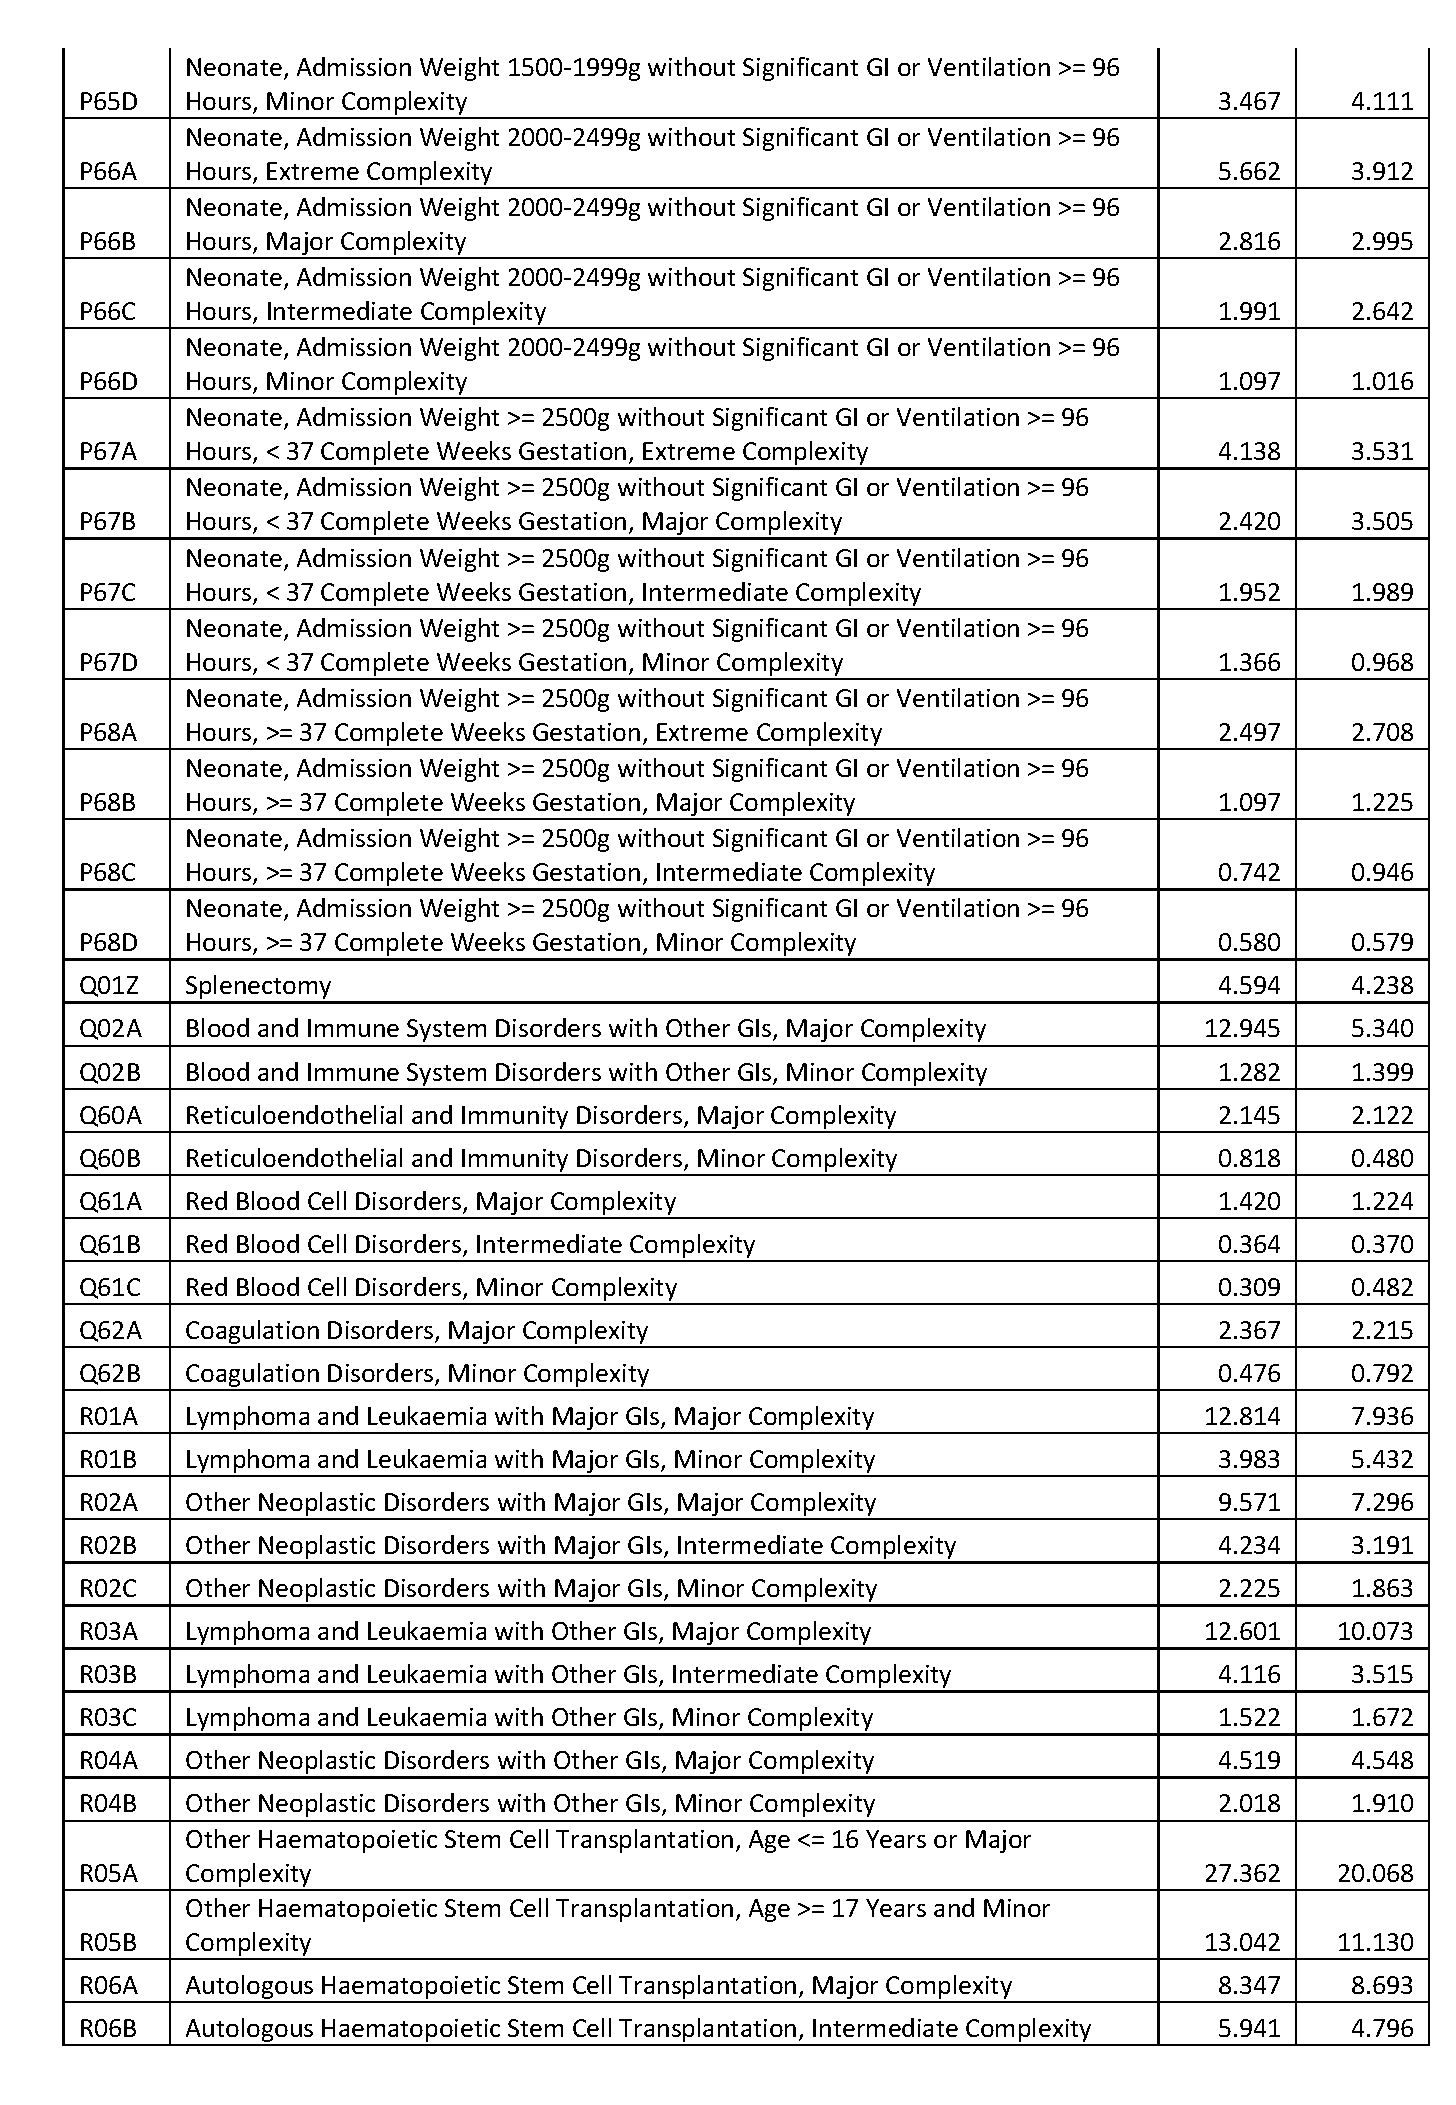 Neonate, Admission Weight 1500-1999g without Significant GI or Ventilation >= 96
P65D Hours, Minor Complexity 3.467 4.111
Neonate, Admission Weight 2000-2499g without Significant GI or Ventilation >= 96
P66A Hours, Extreme Complexity 5.662 3.912
Neonate, Admission Weight 2000-2499g without Significant GI or Ventilation >= 96
P66B Hours, Major Complexity 2.816 2.995
Neonate, Admission Weight 2000-2499g without Significant GI or Ventilation >= 96
P66C Hours, Intermediate Complexity 1.991 2.642
Neonate, Admission Weight 2000-2499g without Significant GI or Ventilation >= 96
P66D Hours, Minor Complexity 1.097 1.016
Neonate, Admission Weight >= 2500g without Significant GI or Ventilation >= 96
P67A Hours, < 37 Complete Weeks Gestation, Extreme Complexity 4.138 3.531
Neonate, Admission Weight >= 2500g without Significant GI or Ventilation >= 96
P67B Hours, < 37 Complete Weeks Gestation, Major Complexity 2.420 3.505
Neonate, Admission Weight >= 2500g without Significant GI or Ventilation >= 96
P67C Hours, < 37 Complete Weeks Gestation, Intermediate Complexity 1.952 1.989
Neonate, Admission Weight >= 2500g without Significant GI or Ventilation >= 96
P67D Hours, < 37 Complete Weeks Gestation, Minor Complexity 1.366 0.968
Neonate, Admission Weight >= 2500g without Significant GI or Ventilation >= 96
P68A Hours, >= 37 Complete Weeks Gestation, Extreme Complexity 2.497 2.708
Neonate, Admission Weight >= 2500g without Significant GI or Ventilation >= 96
P68B Hours, >= 37 Complete Weeks Gestation, Major Complexity 1.097 1.225
Neonate, Admission Weight >= 2500g without Significant GI or Ventilation >= 96
P68C Hours, >= 37 Complete Weeks Gestation, Intermediate Complexity 0.742 0.946
Neonate, Admission Weight >= 2500g without Significant GI or Ventilation >= 96
P68D Hours, >= 37 Complete Weeks Gestation, Minor Complexity 0.580 0.579
Q01Z Splenectomy 4.594 4.238
Q02A Blood and Immune System Disorders with Other GIs, Major Complexity 12.945 5.340
Q02B Blood and Immune System Disorders with Other GIs, Minor Complexity 1.282 1.399
Q60A Reticuloendothelial and Immunity Disorders, Major Complexity 2.145 2.122
Q60B Reticuloendothelial and Immunity Disorders, Minor Complexity 0.818 0.480
Q61A Red Blood Cell Disorders, Major Complexity 1.420 1.224
Q61B Red Blood Cell Disorders, Intermediate Complexity 0.364 0.370
Q61C Red Blood Cell Disorders, Minor Complexity 0.309 0.482
Q62A Coagulation Disorders, Major Complexity 2.367 2.215
Q62B Coagulation Disorders, Minor Complexity 0.476 0.792
R01A Lymphoma and Leukaemia with Major GIs, Major Complexity 12.814 7.936
R01B Lymphoma and Leukaemia with Major GIs, Minor Complexity 3.983 5.432
R02A Other Neoplastic Disorders with Major GIs, Major Complexity 9.571 7.296
R02B Other Neoplastic Disorders with Major GIs, Intermediate Complexity 4.234 3.191
R02C Other Neoplastic Disorders with Major GIs, Minor Complexity 2.225 1.863
R03A Lymphoma and Leukaemia with Other GIs, Major Complexity 12.601 10.073
R03B Lymphoma and Leukaemia with Other GIs, Intermediate Complexity 4.116 3.515
R03C Lymphoma and Leukaemia with Other GIs, Minor Complexity 1.522 1.672
R04A Other Neoplastic Disorders with Other GIs, Major Complexity 4.519 4.548
R04B Other Neoplastic Disorders with Other GIs, Minor Complexity 2.018 1.910
Other Haematopoietic Stem Cell Transplantation, Age <= 16 Years or Major
R05A Complexity 27.362 20.068
Other Haematopoietic Stem Cell Transplantation, Age >= 17 Years and Minor
R05B Complexity 13.042 11.130
R06A Autologous Haematopoietic Stem Cell Transplantation, Major Complexity 8.347 8.693
R06B Autologous Haematopoietic Stem Cell Transplantation, Intermediate Complexity 5.941 4.796